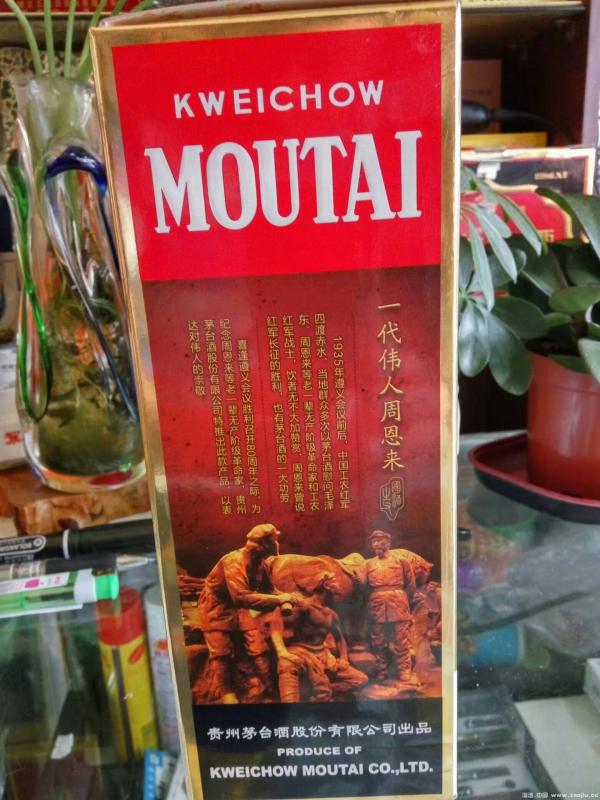 KWEICHOW
MOUTAI
一代伟人周恩来
1935年遵义会议前后，中国工农红军
四渡赤水，当地群众多次以茅台酒慰问毛泽
东、周恩来等老一辈无产阶级革命家和工农
红军战士，饮者无不大加赞赏。周恩来曾说
红军长征的胜利，也有茅台酒的一大功劳
喜逢遵义会议胜利召开80周年之际，为
纪念周恩来等老一辈无产阶级革命家，贵州
茅台酒股份有限公司特推出此款产品，以表
达对伟人的崇敬
贵州茅台酒股份有限公司出品
PRODUCE OF
KWEICHOW MOUTAI CO.,LTD.
淘酒.中国 www.taojiu.cc